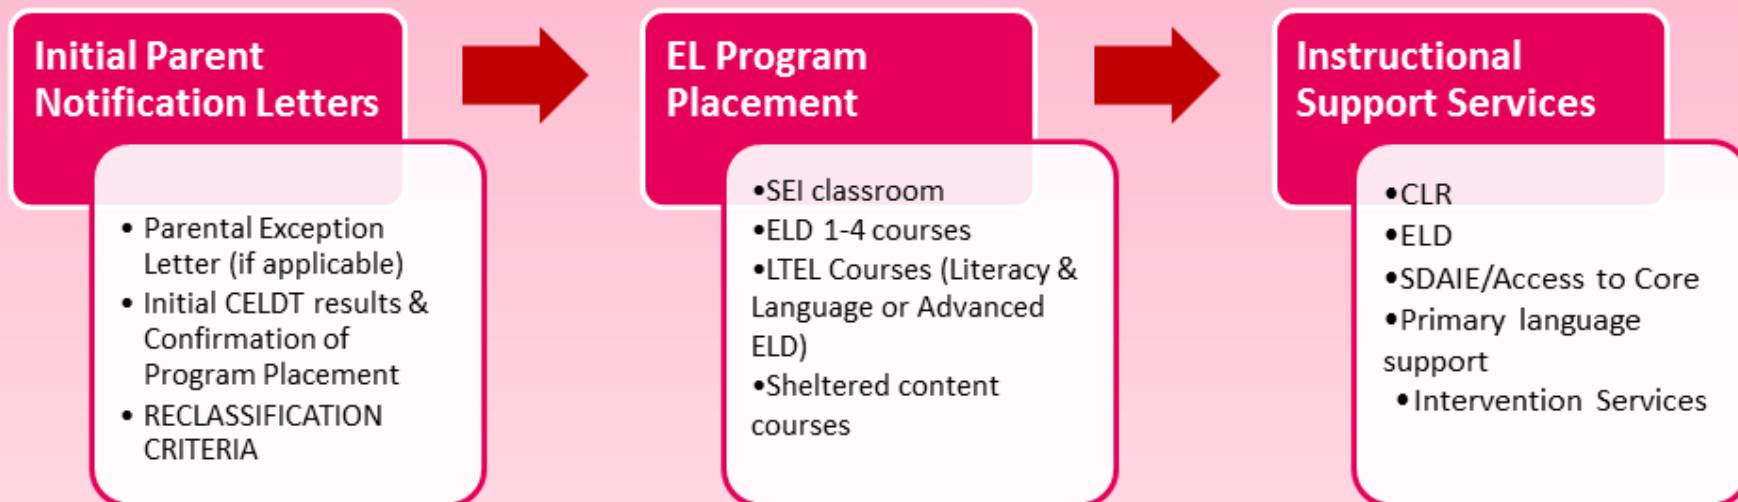 Initial Parent
Notification Letters
• Parental Exception
Letter (if applicable)
• Initial CELDT results &
Confirmation of
Program Placement
• RECLASSIFICATION
CRITERIA
EL Program
Placement
•SEI classroom
•ELD 1-4 courses
•LTEL Courses (Literacy &
Language or Advanced
ELD)
•Sheltered content
courses
Instructional
Support Services
•CLR
•ELD
•SDAIE/Access to Core
•Primary language
support
•Intervention Services